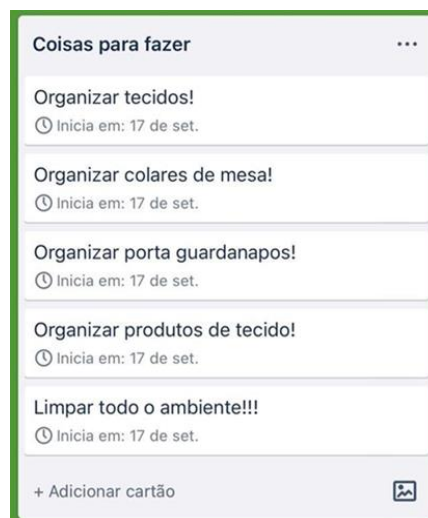 Coisas para fazer
Organizar tecidos!
Inicia em: 17 de set.
Organizar colares de mesa!
Inicia em: 17 de set.
Organizar porta guardanapos!
Inicia em: 17 de set.
Organizar produtos de tecido!
Inicia em: 17 de set.
Limpar todo o ambiente!!!
Inicia em: 17 de set.
+ Adicionar cartão